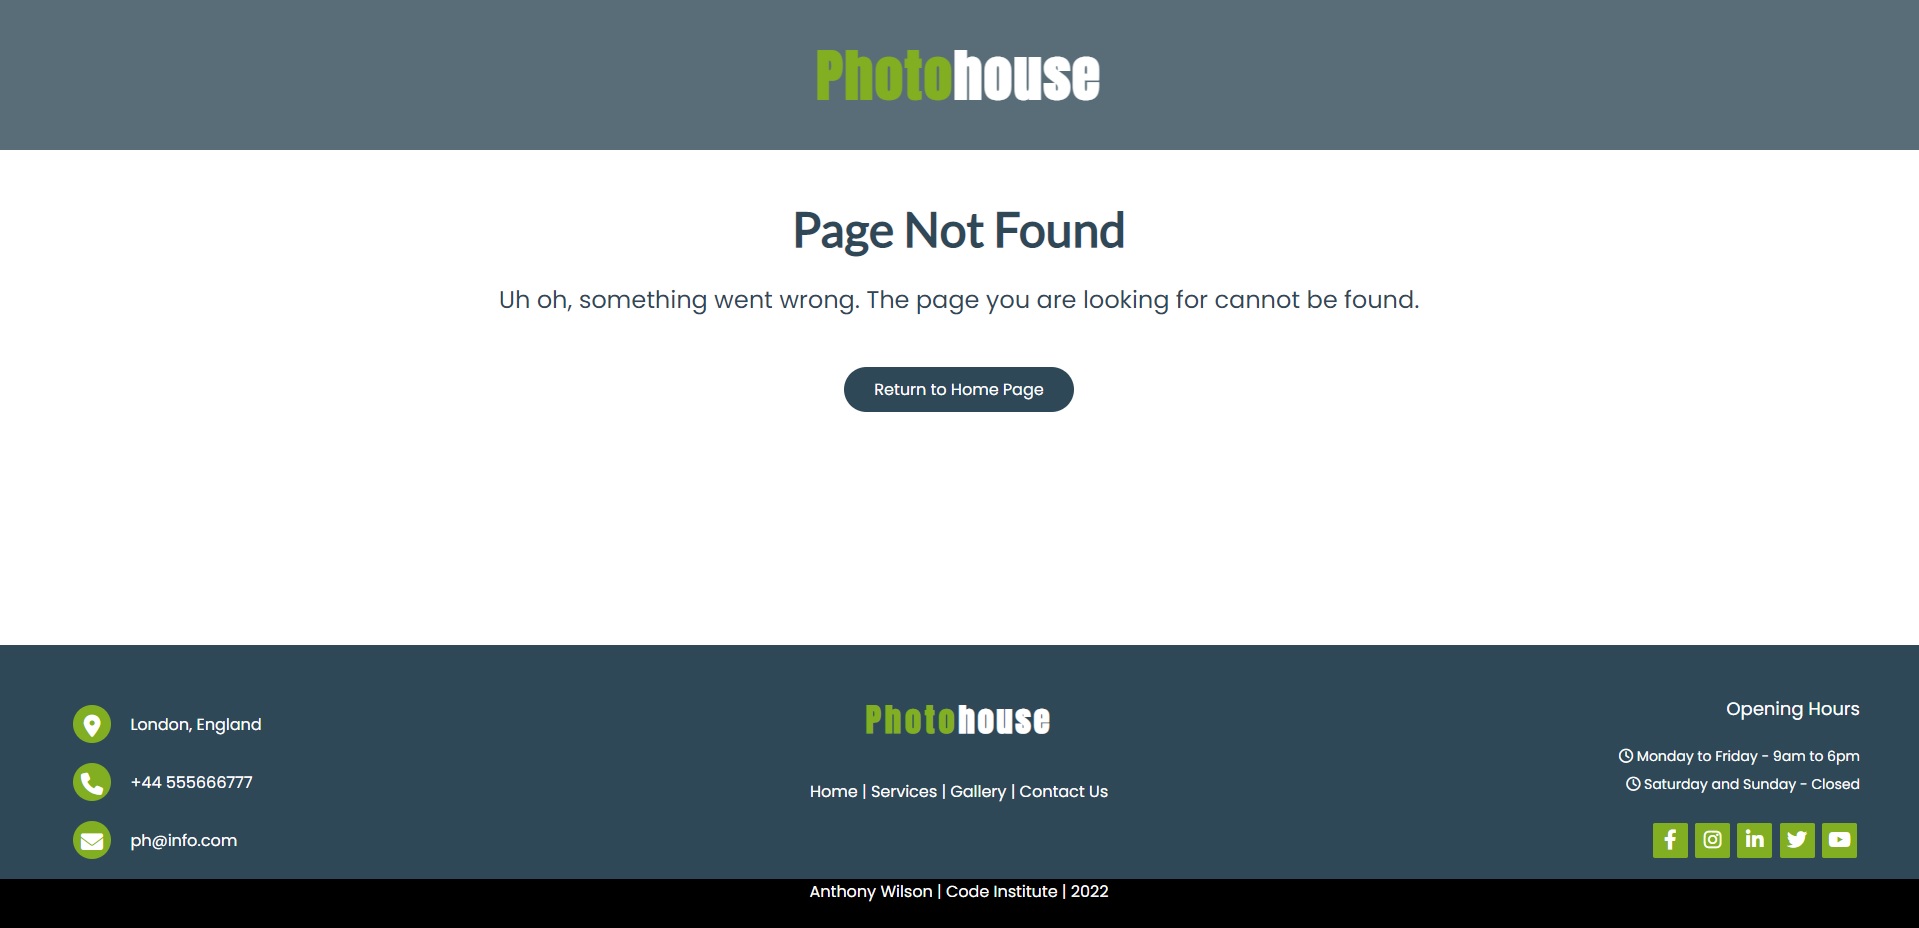 Photohouse
Page Not Found
Uh oh, something went wrong. The page you are looking for cannot be found.
Return to Home Page
London, England
+44 555666777
ph@info.com
Photohouse
Home | Services | Gallery | Contact Us
Opening Hours
Monday to Friday - 9am to 6pm
Saturday and Sunday - Closed
Anthony Wilson | Code Institute | 2022